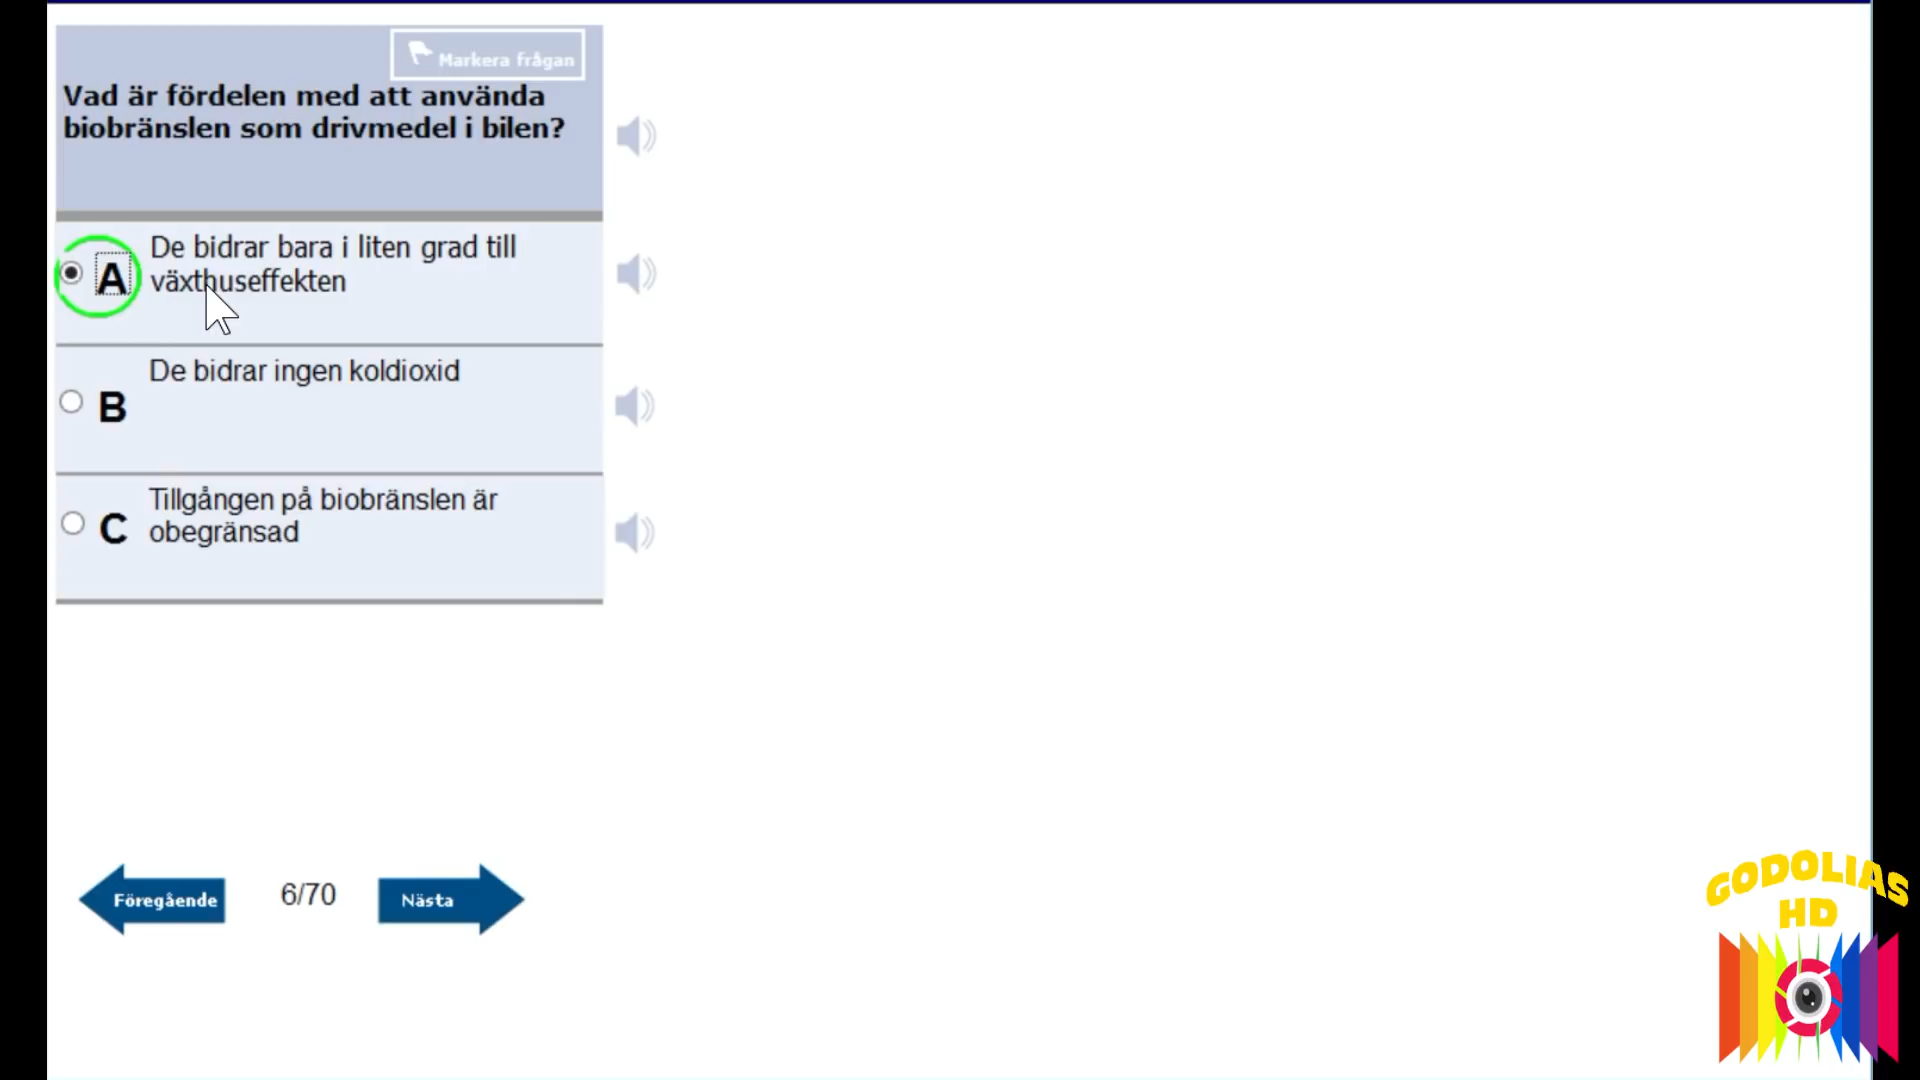 Markera frågan
Vad är fördelen med att använda
biobränslen som drivmedel i bilen?
A
De bidrar bara i liten grad till
växthuseffekten
B
De bidrar ingen koldioxid
C
Tillgången på biobränslen är
obegränsad
Föregående
6/70
Nästa
GODOLIAS
HD